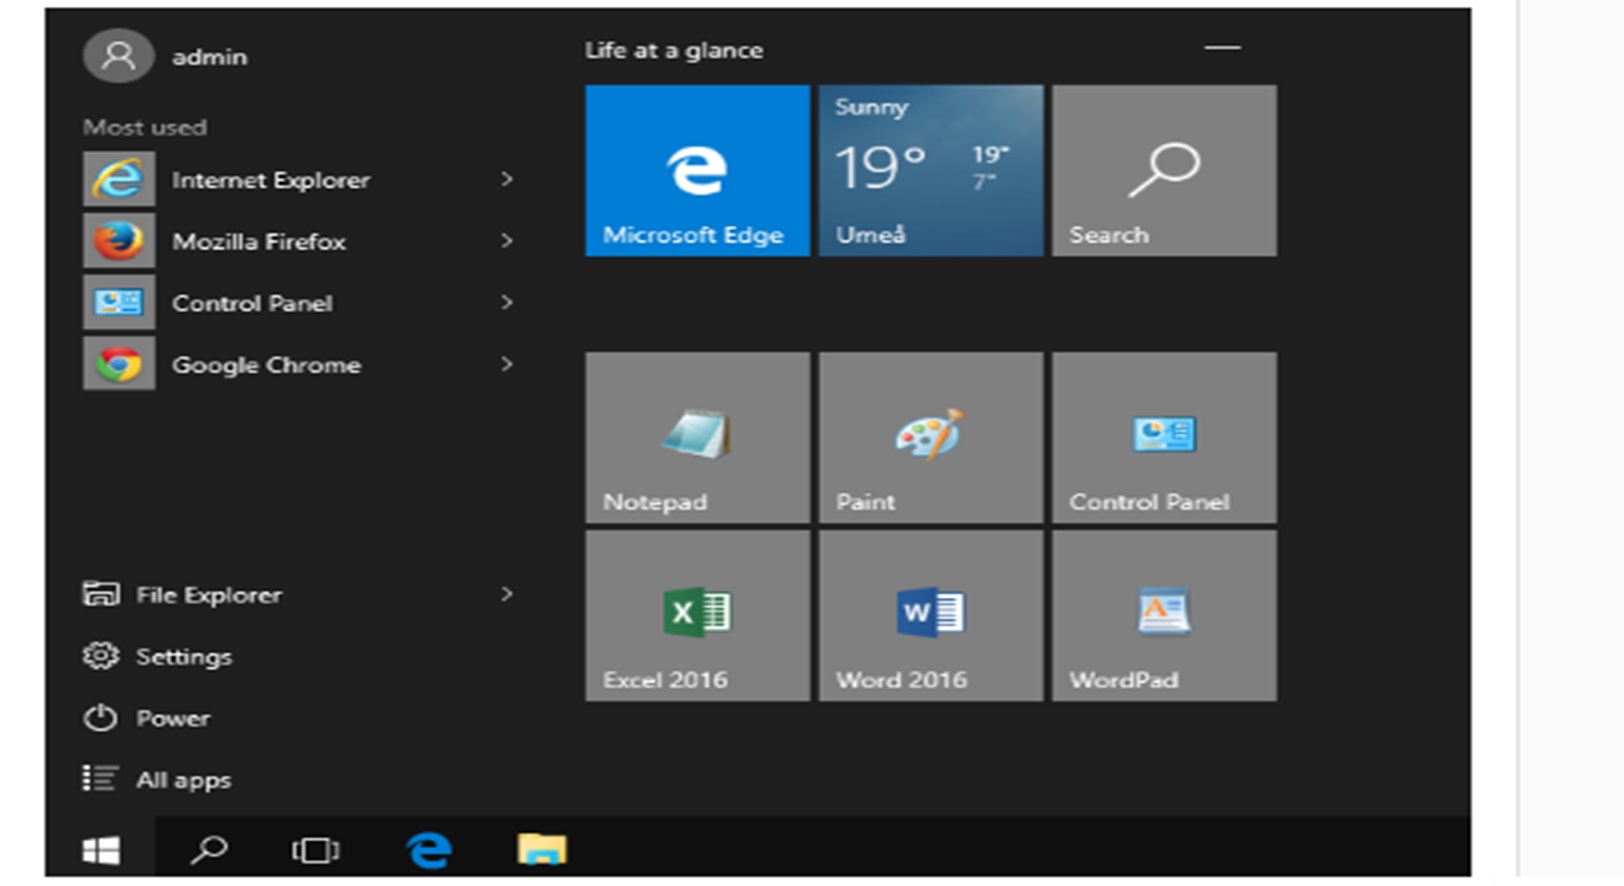 admin
Most used
Internet Explorer
Mozilla Firefox
Control Panel
Google Chrome
File Explorer
Settings
Power
All apps
Life at a glance
Microsoft Edge
Sunny
19°
19°
7°
Umeå
Search
Notepad
Paint
Control Panel
Excel 2016
Word 2016
WordPad